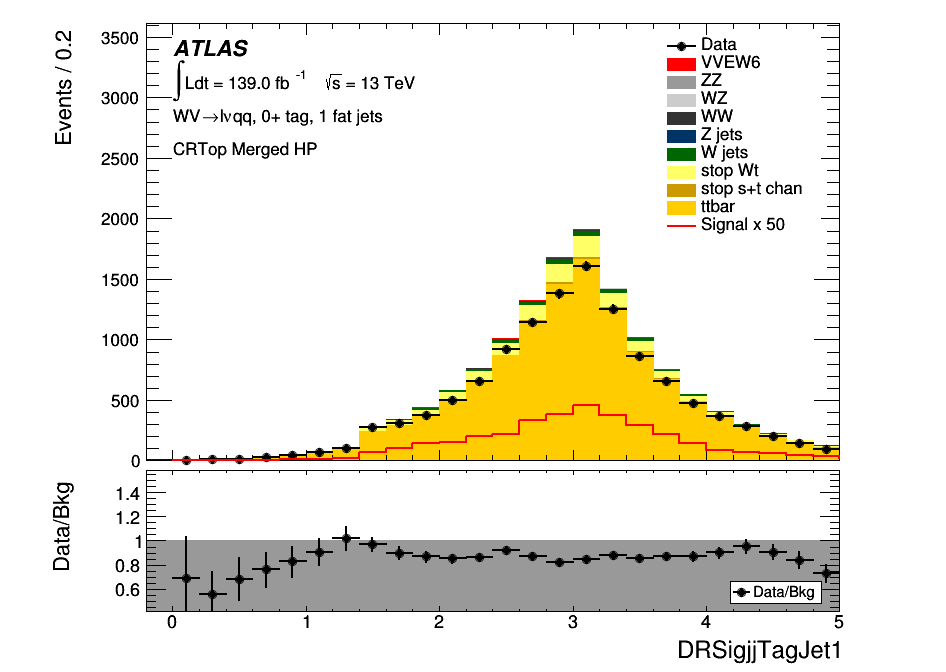 Events / 0.2
3500
3000
2500
2000
1500
1000
500
0
ATLAS
∫Ldt = 139.0 fb⁻¹ √s = 13 TeV
WV→lνqq, 0+ tag, 1 fat jets
CRTop Merged HP
Data
VVEW6
ZZ
WZ
WW
Z jets
W jets
stop Wt
stop s+t chan
ttbar
Signal x 50
Data/Bkg
1.4
1.2
1
0.8
0.6
Data/Bkg
0 1 2 3 4 5
DRSigjjTagJet1